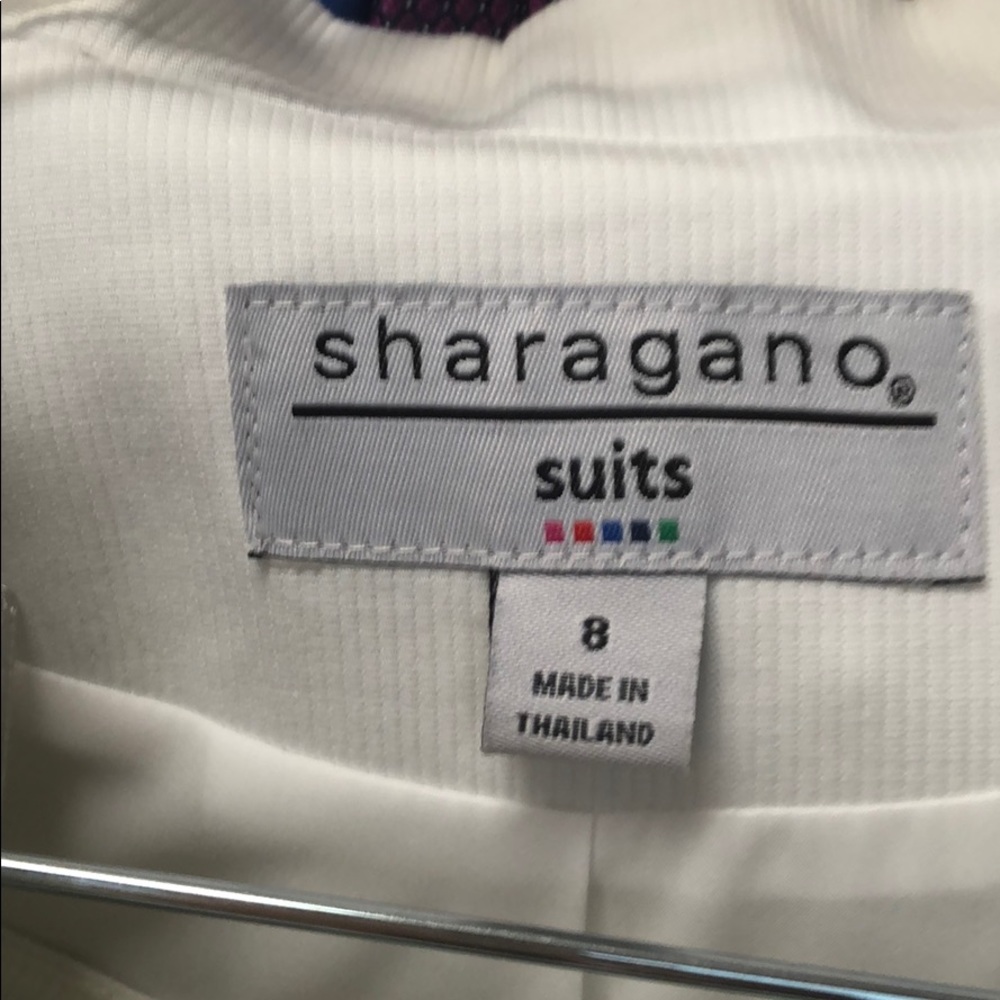 sharagano®
suits
8
MADE IN
THAILAND